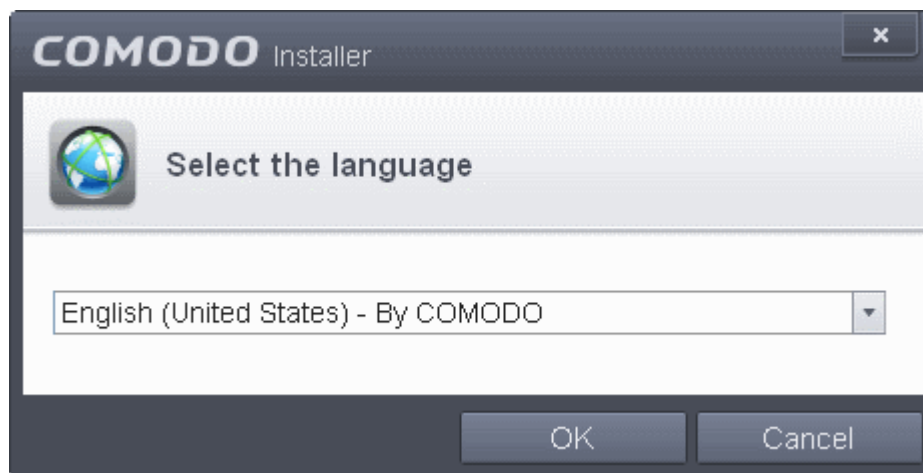 COMODO Installer
Select the language
English (United States) - By COMODO
OK
Cancel